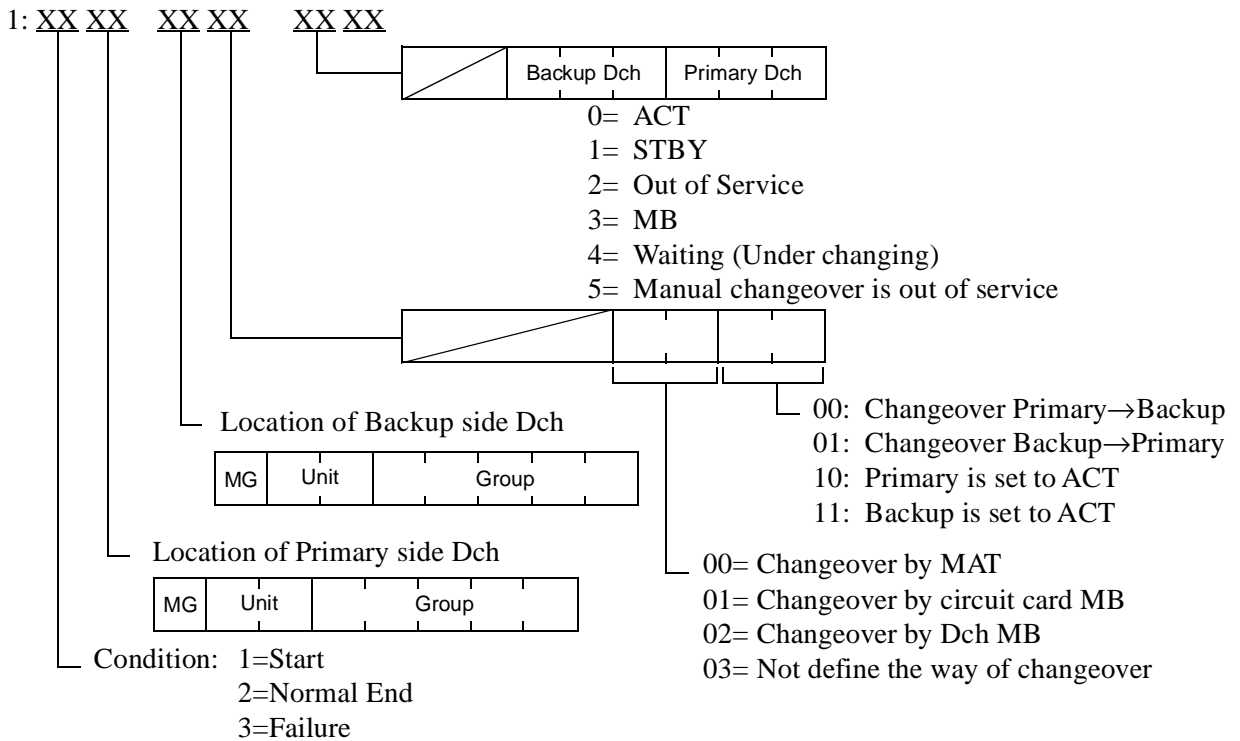 1: XX XX XX XX XX XX
Backup Dch Primary Dch
0= ACT
1= STBY
2= Out of Service
3= MB
4= Waiting (Under changing)
5= Manual changeover is out of service
00: Changeover Primary→Backup
01: Changeover Backup→Primary
10: Primary is set to ACT
11: Backup is set to ACT
Location of Backup side Dch
MG Unit Group
00= Changeover by MAT
01= Changeover by circuit card MB
02= Changeover by Dch MB
03= Not define the way of changeover
Location of Primary side Dch
MG Unit Group
Condition: 1=Start
2=Normal End
3=Failure